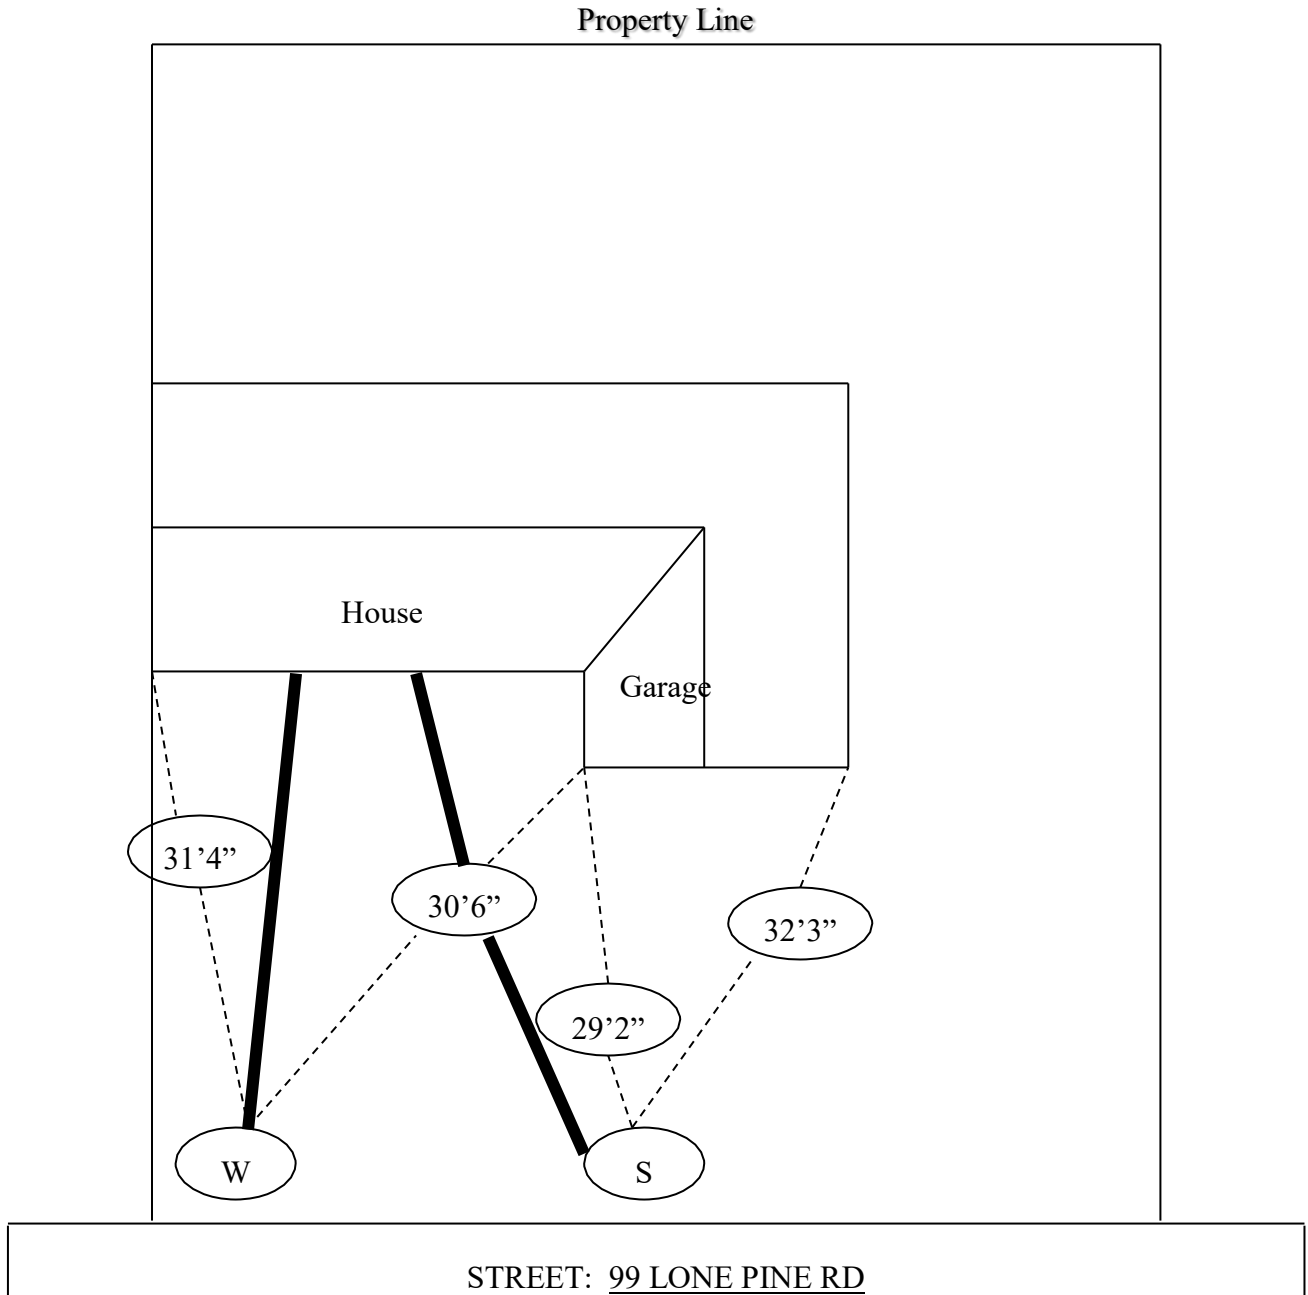 Property Line
House
Garage
31’4”
30’6”
32’3”
29’2”
W
S
STREET: 99 LONE PINE RD